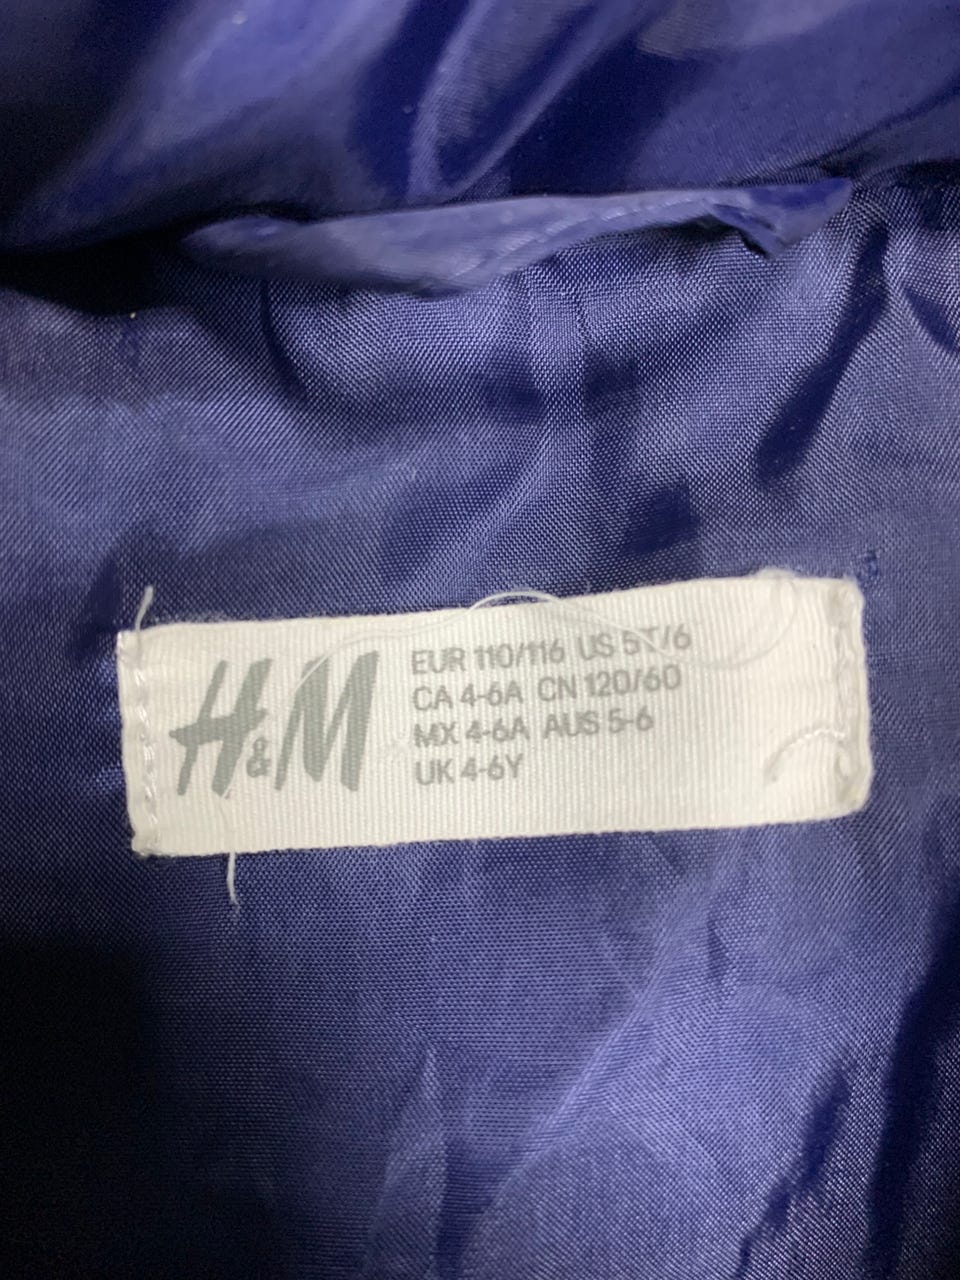 H&M
EUR 110/116 US 5T/6
CA 4-6A CN 120/60
MX 4-6A AUS 5-6
UK 4-6Y